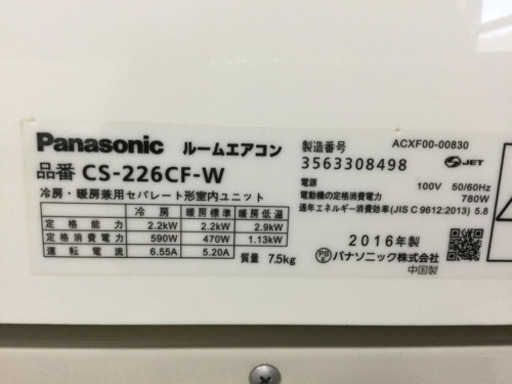 Panasonic ルームエアコン
品番 CS-226CF-W
冷房・暖房兼用セパレート形室内ユニット
冷房 暖房標準 暖房低温
定格能力 2.2kW 2.2kW 2.9kW
定格消費電力 590W 470W 1.13kW
運転電流 6.55A 5.20A 質量 7.5kg
ACXF00-00830
製造番号
3563308498 JET
電源 100V 50/60Hz
電動機の定格消費電力 780W
通年エネルギー消費効率(JIS C 9612:2013) 5.8
2016年製
PSE パナソニック株式会社
中国製